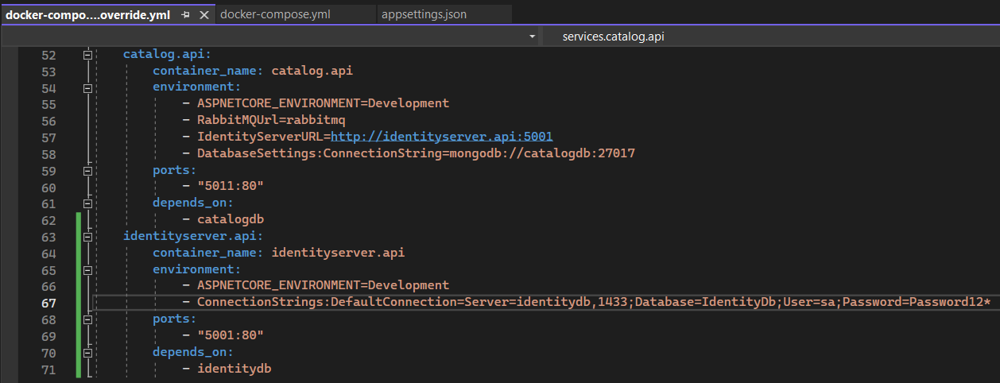 docker-compo....override.yml
docker-compose.yml
appsettings.json
services.catalog.api
52 catalog.api:
53 container_name: catalog.api
54 environment:
55 - ASPNETCORE_ENVIRONMENT=Development
56 - RabbitMQUrl=rabbitmq
57 - IdentityServerURL=http://identityserver.api:5001
58 - DatabaseSettings:ConnectionString=mongodb://catalogdb:27017
59 ports:
60 - "5011:80"
61 depends_on:
62 - catalogdb
63 identityserver.api:
64 container_name: identityserver.api
65 environment:
66 - ASPNETCORE_ENVIRONMENT=Development
67 - ConnectionStrings:DefaultConnection=Server=identitydb,1433;Database=IdentityDb;User=sa;Password=Password12*
68 ports:
69 - "5001:80"
70 depends_on:
71 - identitydb